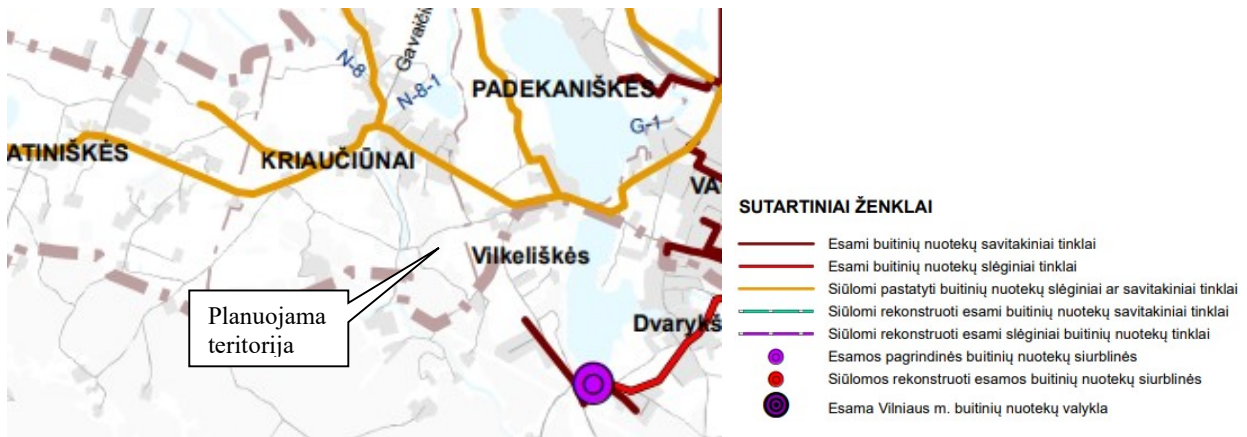 Gavaičių
N-8
N-8-1
PADEKANIŠKĖS
G-1
ATINIŠKĖS
KRIAUČIŪNAI
VA
Vilkeliškės
Planuojama
teritorija
Dvarykš
SUTARTINIAI ŽENKLAI
Esami buitinių nuotekų savitakiniai tinklai
Esami buitinių nuotekų slėginiai tinklai
Siūlomi pastatyti buitinių nuotekų slėginiai ar savitakiniai tinklai
Siūlomi rekonstruoti esami buitinių nuotekų savitakiniai tinklai
Siūlomi rekonstruoti esami slėginiai buitinių nuotekų tinklai
Esamos pagrindinės buitinių nuotekų siurblinės
Siūlomos rekonstruoti esamos buitinių nuotekų siurblinės
Esama Vilniaus m. buitinių nuotekų valykla